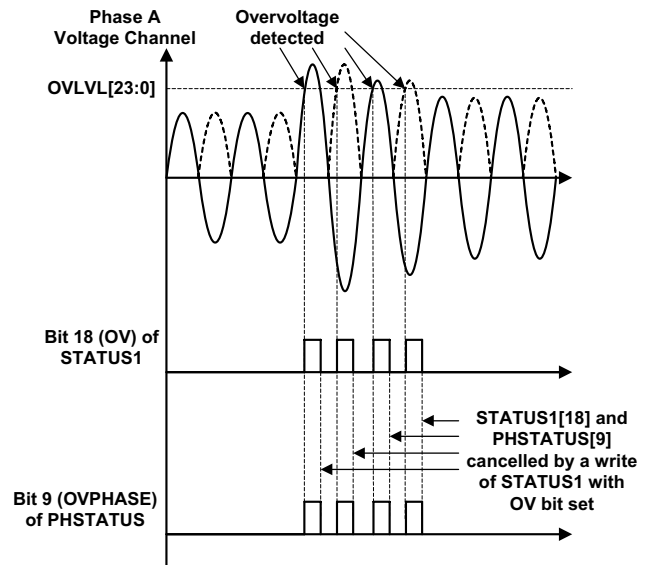 Phase A
Voltage Channel
Overvoltage
detected
OVLVL[23:0]
Bit 18 (OV) of
STATUS1
STATUS1[18] and
PHSTATUS[9]
cancelled by a write
of STATUS1 with
OV bit set
Bit 9 (OVPHASE)
of PHSTATUS